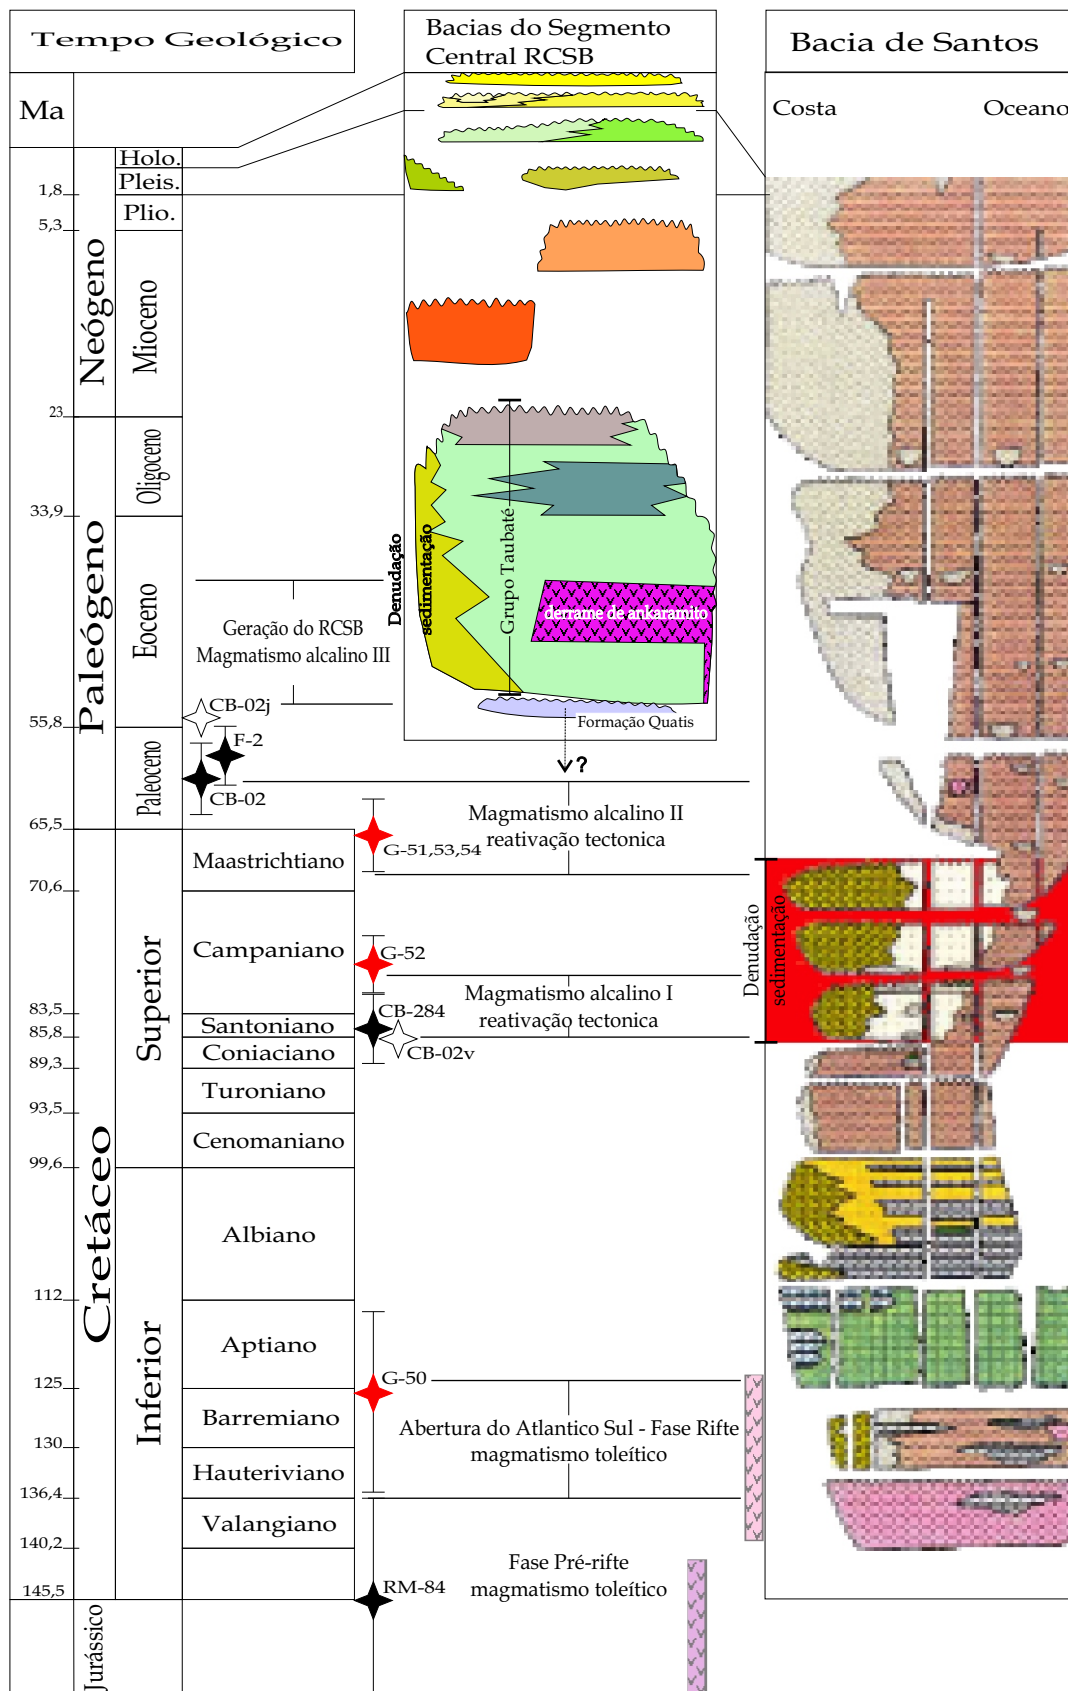 Tempo Geológico
Bacias do Segmento
Central RCSB
Bacia de Santos
Ma
Costa
Oceano
Holo.
Pleis.
1,8
Plio.
5,3
Neógeno
Mioceno
23
Oligoceno
33,9
Paleógeno
Eoceno
Denudação
sedimentação
Grupo Taubaté
derrame de ankaramito
Geração do RCSB
Magmatismo alcalino III
CB-02j
Formação Quatis
55,8
F-2
?
Paleoceno
CB-02
65,5
Magmatismo alcalino II
reativação tectonica
G-51,53,54
Maastrichtiano
70,6
Denudação
sedimentação
Campaniano
G-52
Superior
Magmatismo alcalino I
reativação tectonica
83,5
CB-284
Santoniano
85,8
CB-02v
Coniaciano
89,3
Turoniano
93,5
Cenomaniano
99,6
Cretáceo
Albiano
112
Aptiano
Inferior
G-50
125
Barremiano
Abertura do Atlantico Sul - Fase Rifte
magmatismo toleítico
130
Hauteriviano
136,4
Valangiano
140,2
Fase Pré-rifte
magmatismo toleítico
145,5
RM-84
Jurássico